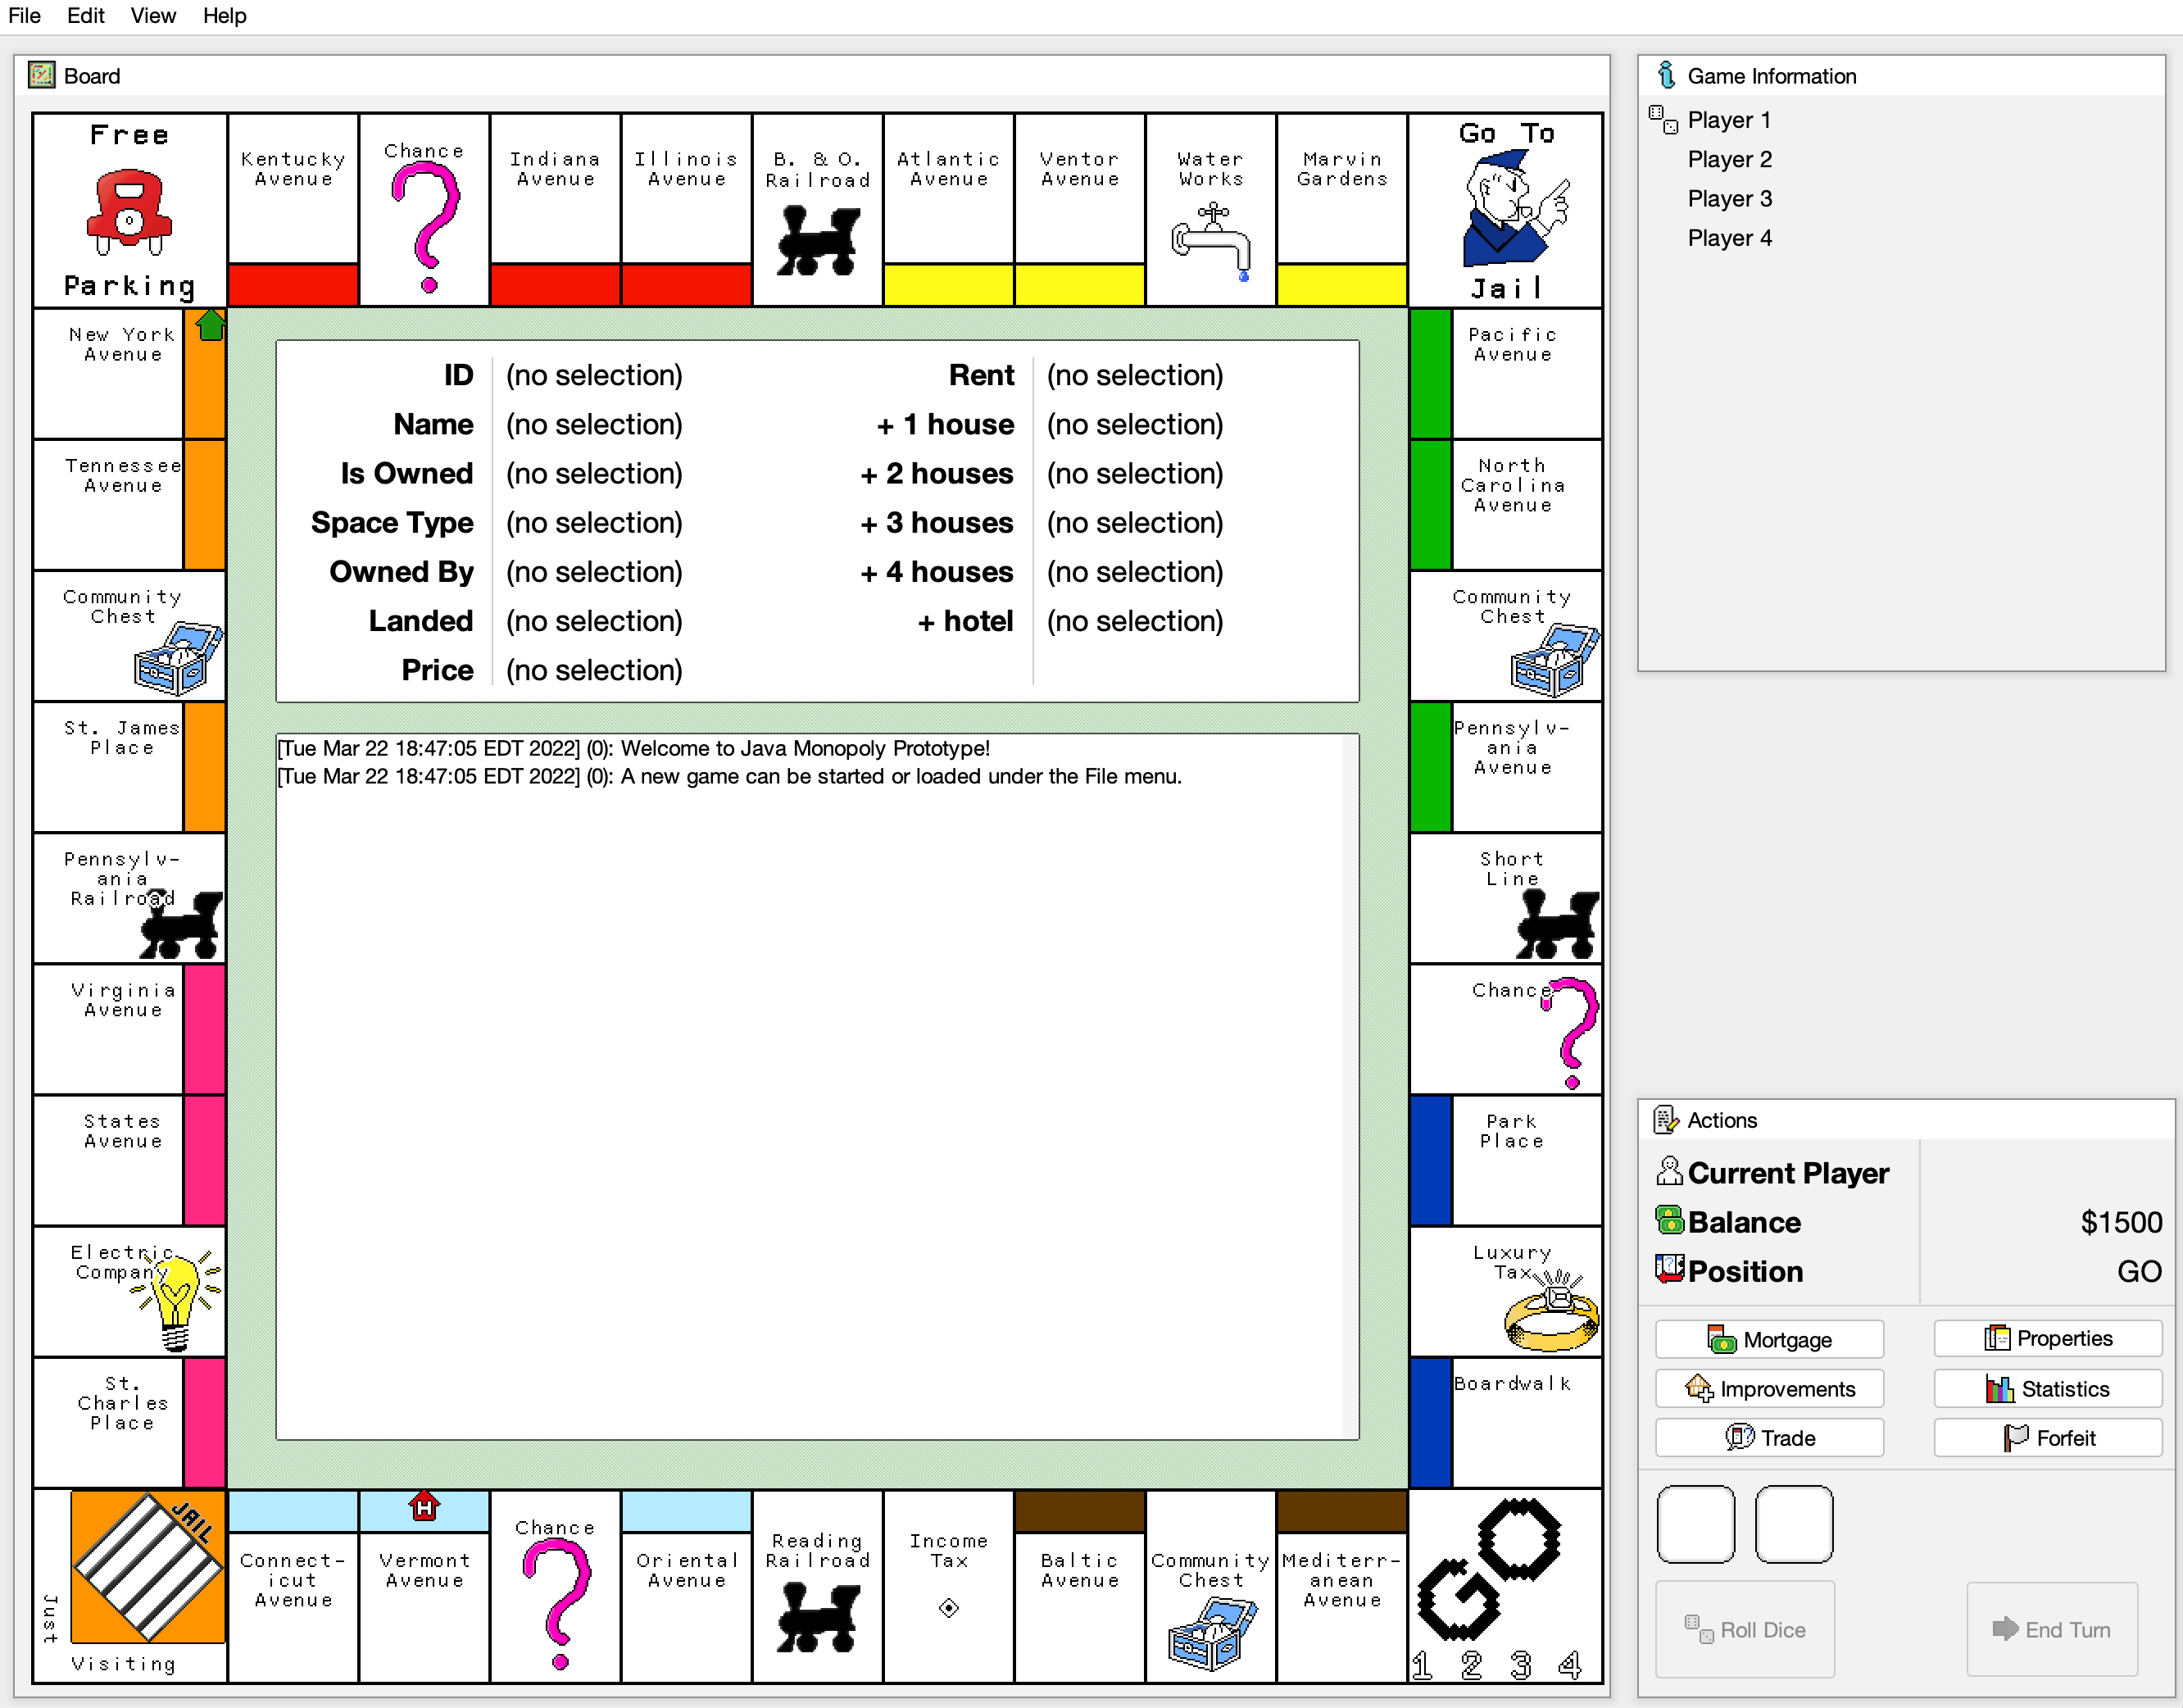 File Edit View Help
Board
Free
Parking
Kentucky
Avenue
Chance
Indiana
Avenue
Illinois
Avenue
B. & O.
Railroad
Atlantic
Avenue
Ventor
Avenue
Water
Works
Marvin
Gardens
Go To
Jail
New York
Avenue
Tennessee
Avenue
Community
Chest
St. James
Place
Pennsylv-
ania
Railroad
Virginia
Avenue
States
Avenue
Electric
Company
St.
Charles
Place
ID (no selection)
Name (no selection)
Is Owned (no selection)
Space Type (no selection)
Owned By (no selection)
Landed (no selection)
Price (no selection)
Rent (no selection)
+ 1 house (no selection)
+ 2 houses (no selection)
+ 3 houses (no selection)
+ 4 houses (no selection)
+ hotel (no selection)
[Tue Mar 22 18:47:05 EDT 2022] (0): Welcome to Java Monopoly Prototype!
[Tue Mar 22 18:47:05 EDT 2022] (0): A new game can be started or loaded under the File menu.
Pacific
Avenue
North
Carolina
Avenue
Community
Chest
Pennsylv-
ania
Avenue
Short
Line
Chance
Park
Place
Luxury
Tax
Boardwalk
JAIL
Just
Visiting
Connect-
icut
Avenue
H
Vermont
Avenue
Chance
Oriental
Avenue
Reading
Railroad
Income
Tax
Baltic
Avenue
Community
Chest
Mediterr-
anean
Avenue
GO
1 2 3 4
Game Information
Player 1
Player 2
Player 3
Player 4
Actions
Current Player
Balance $1500
Position GO
Mortgage
Properties
Improvements
Statistics
Trade
Forfeit
Roll Dice
End Turn